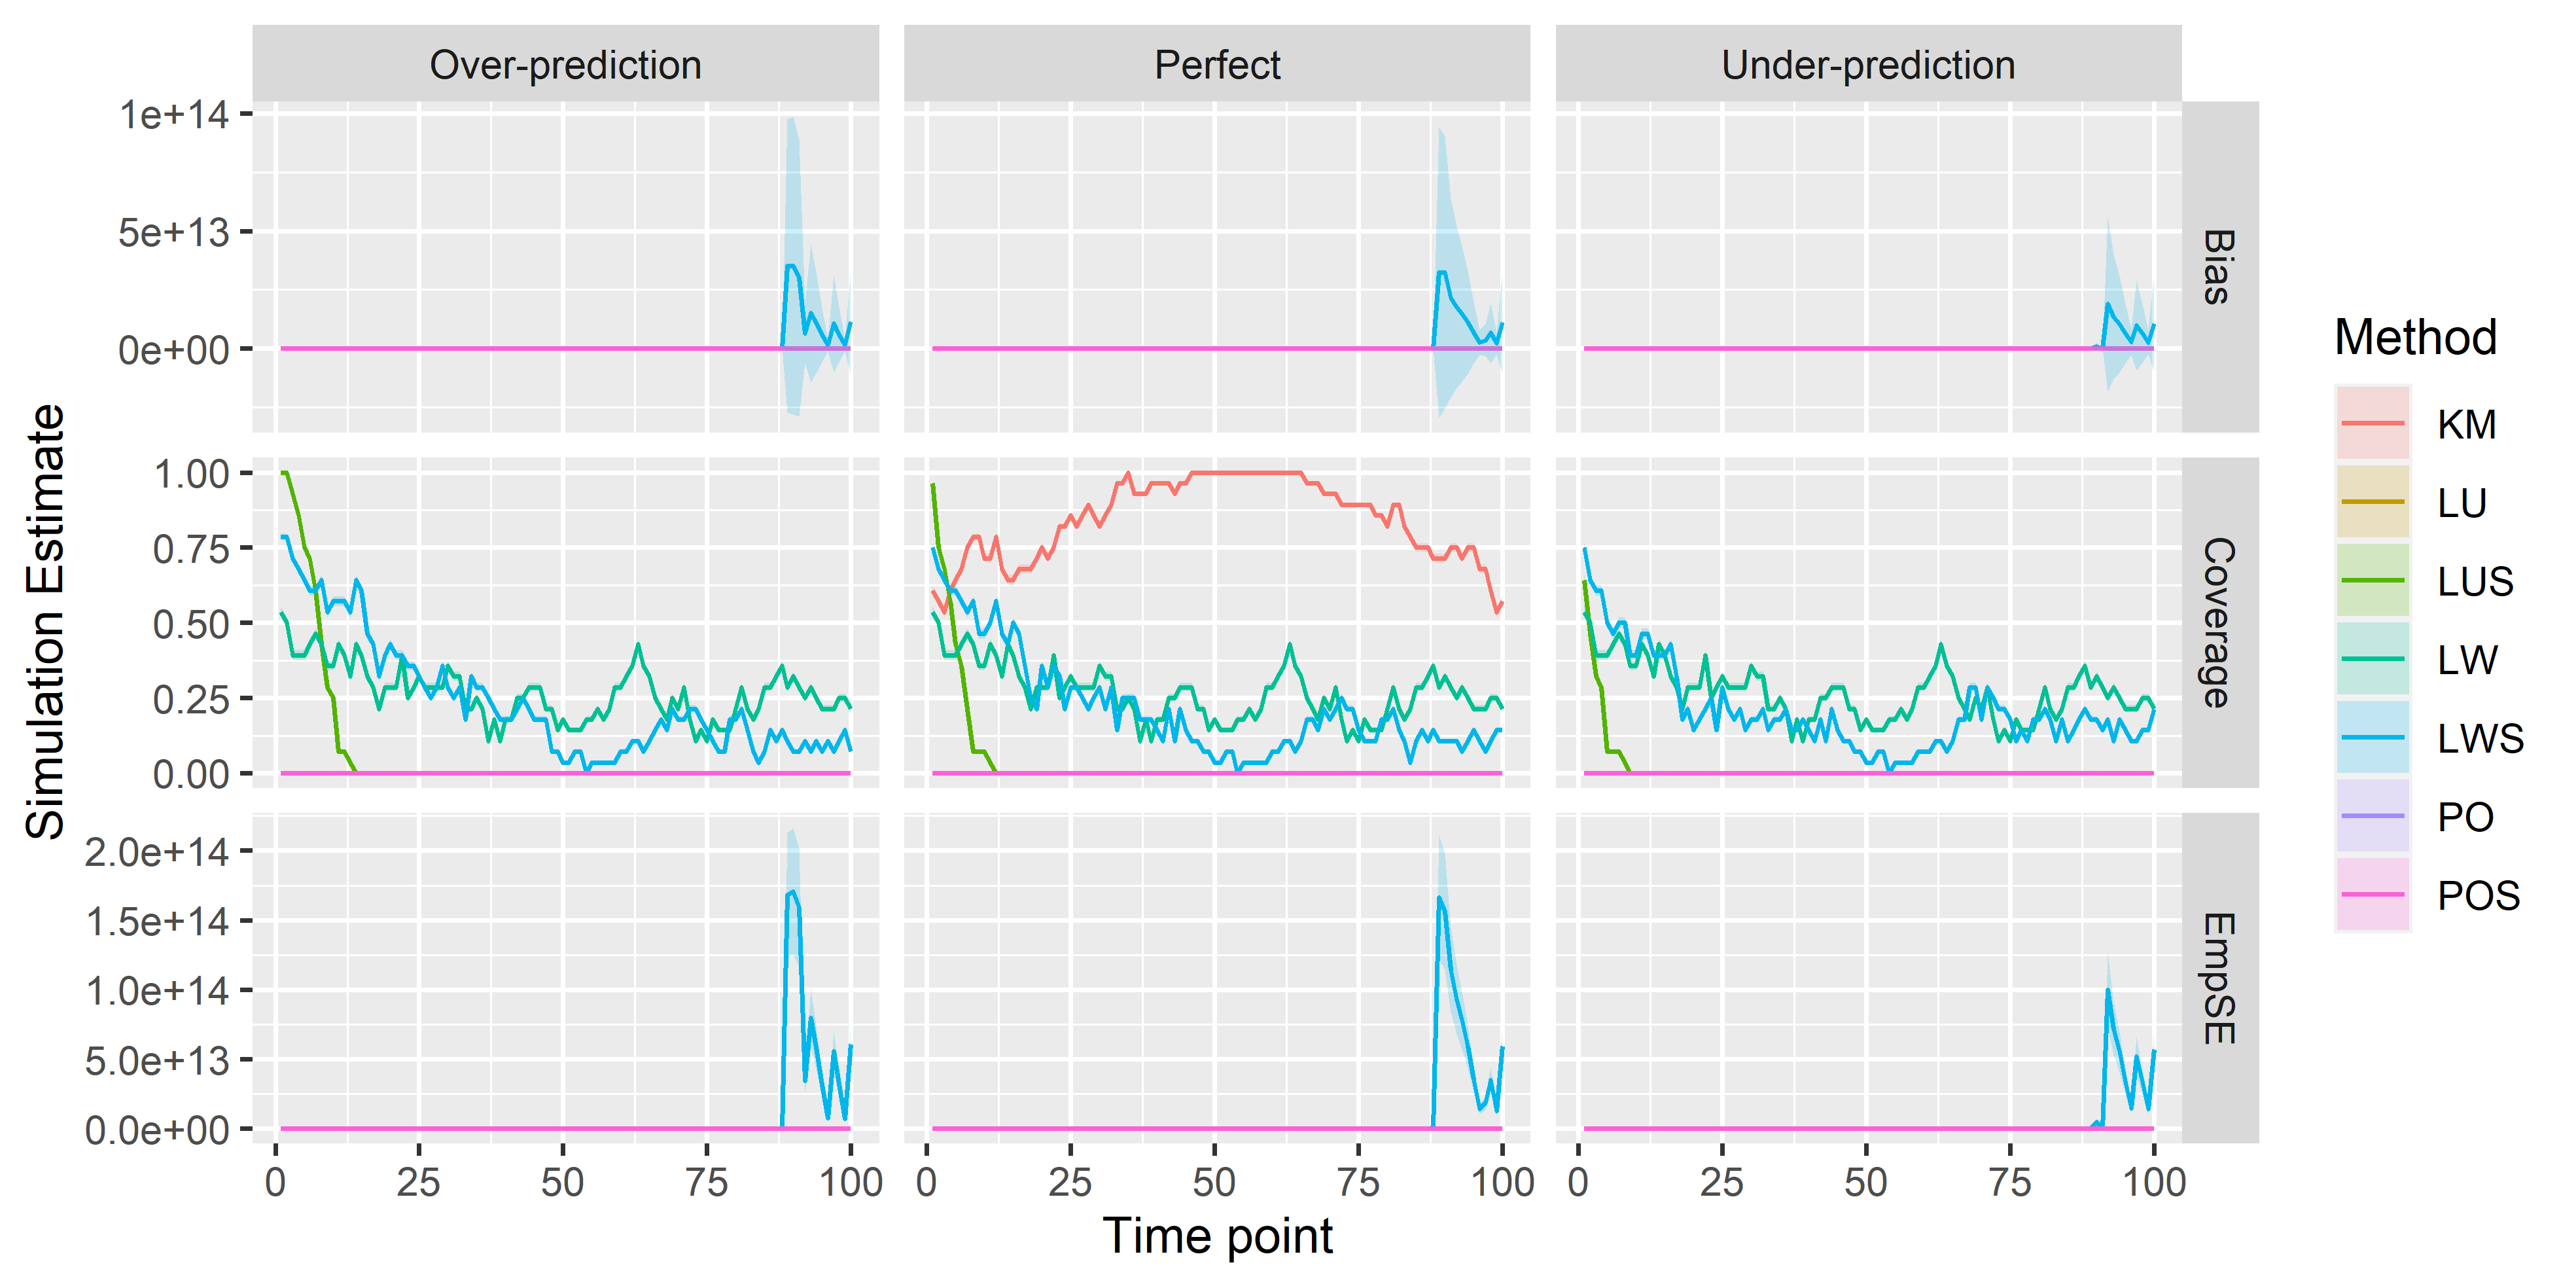 Over-prediction
Perfect
Under-prediction
1e+14
5e+13
0e+00
Bias
1.00
0.75
0.50
0.25
0.00
Coverage
2.0e+14
1.5e+14
1.0e+14
5.0e+13
0.0e+00
EmpSE
0 25 50 75 100
0 25 50 75 100
0 25 50 75 100
Time point
Simulation Estimate
Method
KM
LU
LUS
LW
LWS
PO
POS